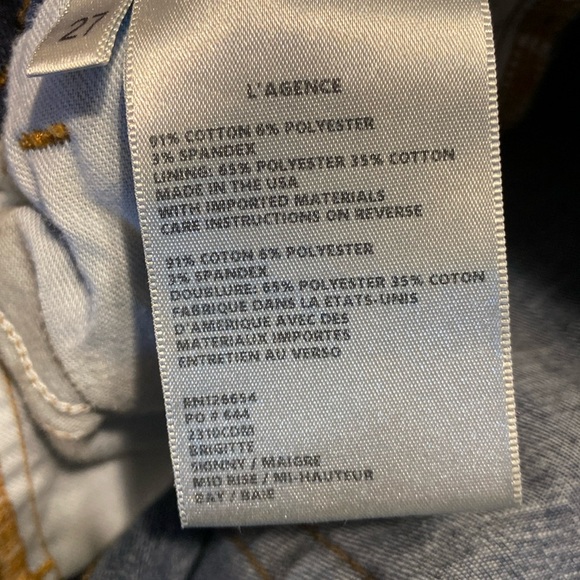 27
L'AGENCE
91% COTTON 6% POLYESTER
3% SPANDEX
LINING: 65% POLYESTER 35% COTTON
MADE IN THE USA
WITH IMPORTED MATERIALS
CARE INSTRUCTIONS ON REVERSE
91% COTON 6% POLYESTER
3% SPANDEX
DOUBLURE: 65% POLYESTER 35% COTON
FABRIQUE DANS LA ETATS-UNIS
D'AMERIQUE AVEC DES
MATERIAUX IMPORTES
ENTRETIEN AU VERSO
RN126654
PO # 644
2310CDM
BRIGITTE
SKINNY / MAIGRE
MID RISE / MI-HAUTEUR
BAY / BAIE